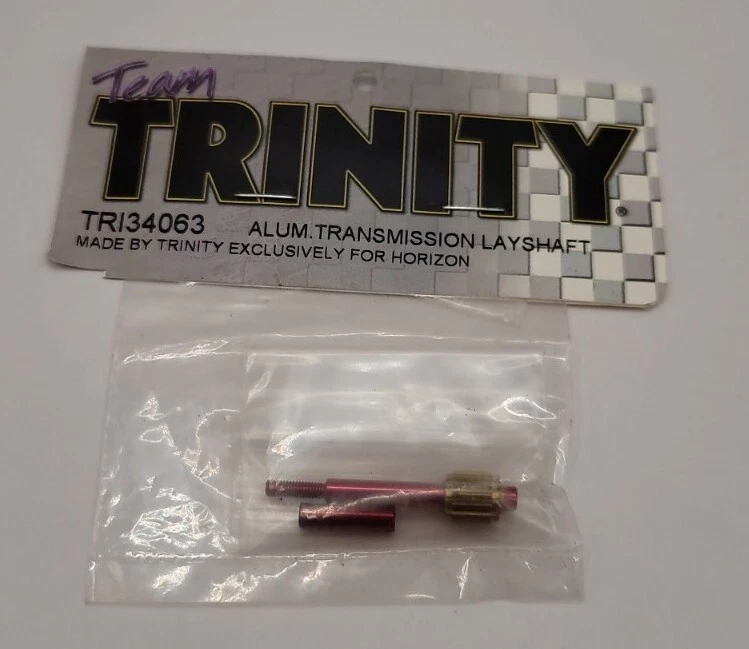 Team
TRINITY®
TRI34063 ALUM.TRANSMISSION LAYSHAFT
MADE BY TRINITY EXCLUSIVELY FOR HORIZON